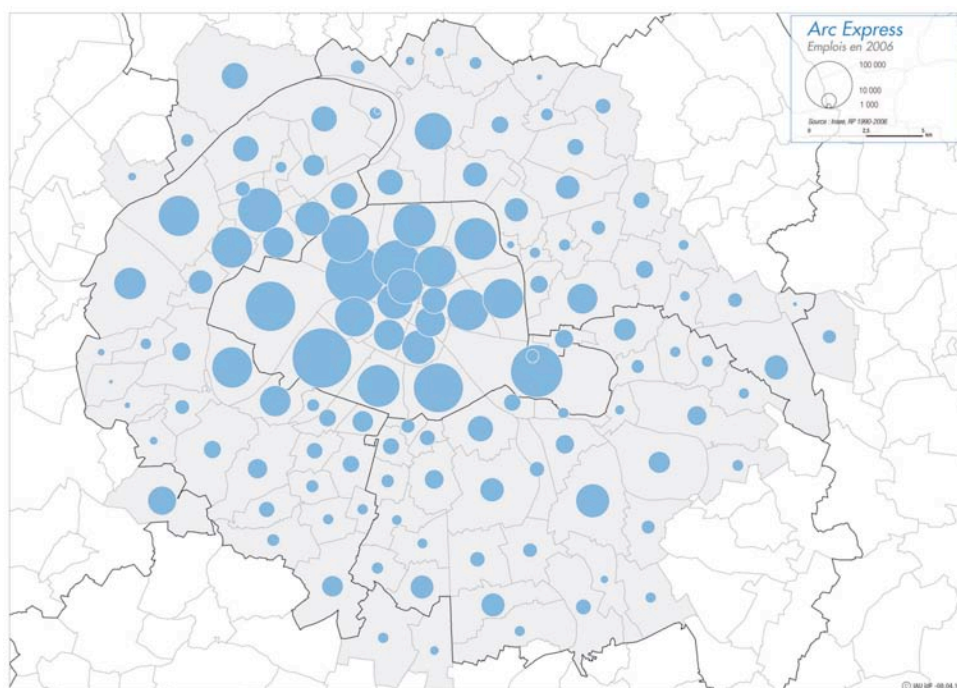 Arc Express
Emplois en 2006
100 000
10 000
1 000
Source : Insee, RP 1990-2006
0 2,5 5
km